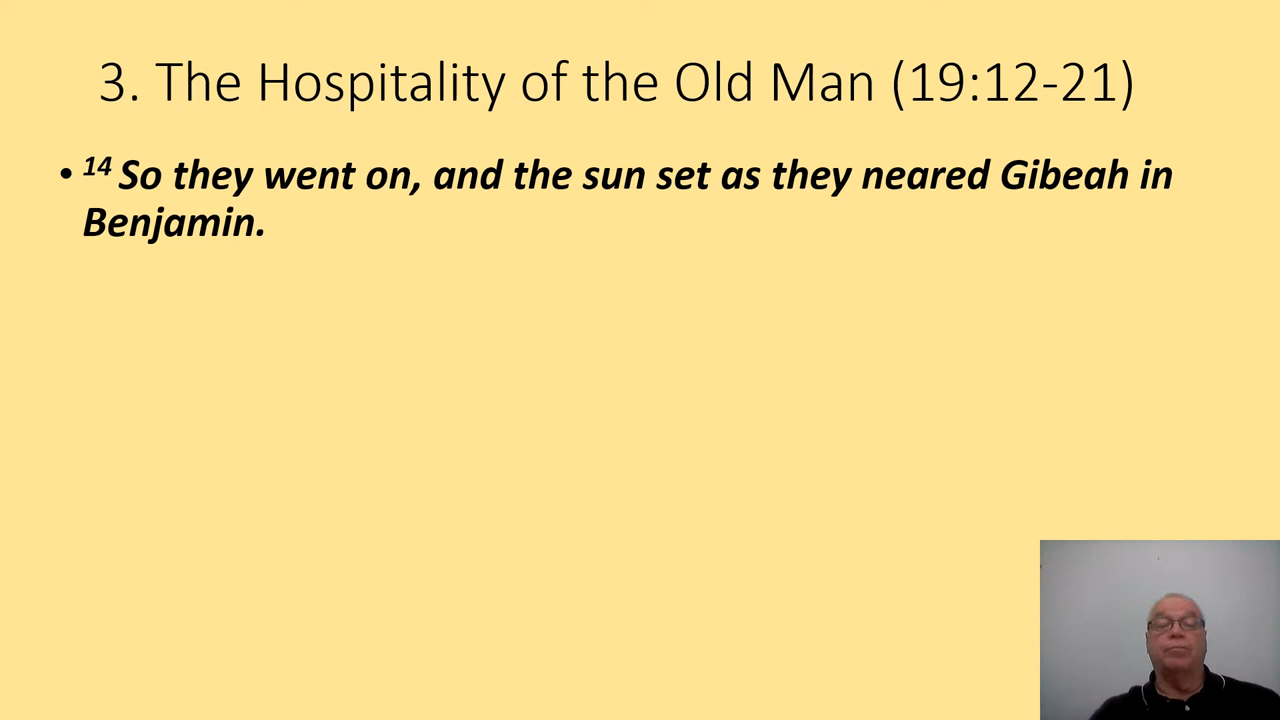 3. The Hospitality of the Old Man (19:12-21)
• 14 So they went on, and the sun set as they neared Gibeah in
Benjamin.